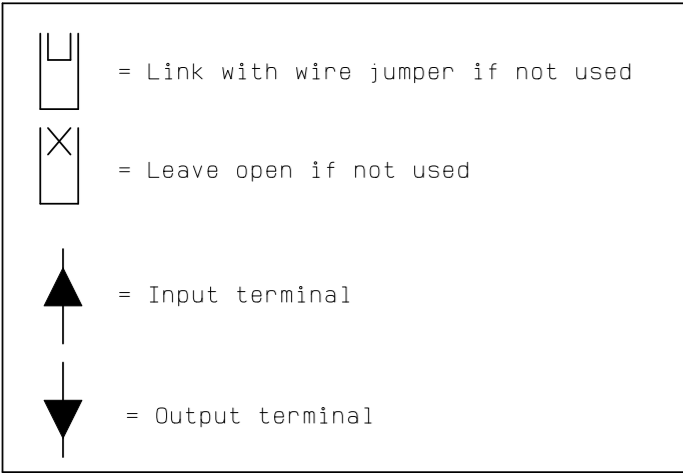 = Link with wire jumper if not used
= Leave open if not used
= Input terminal
= Output terminal